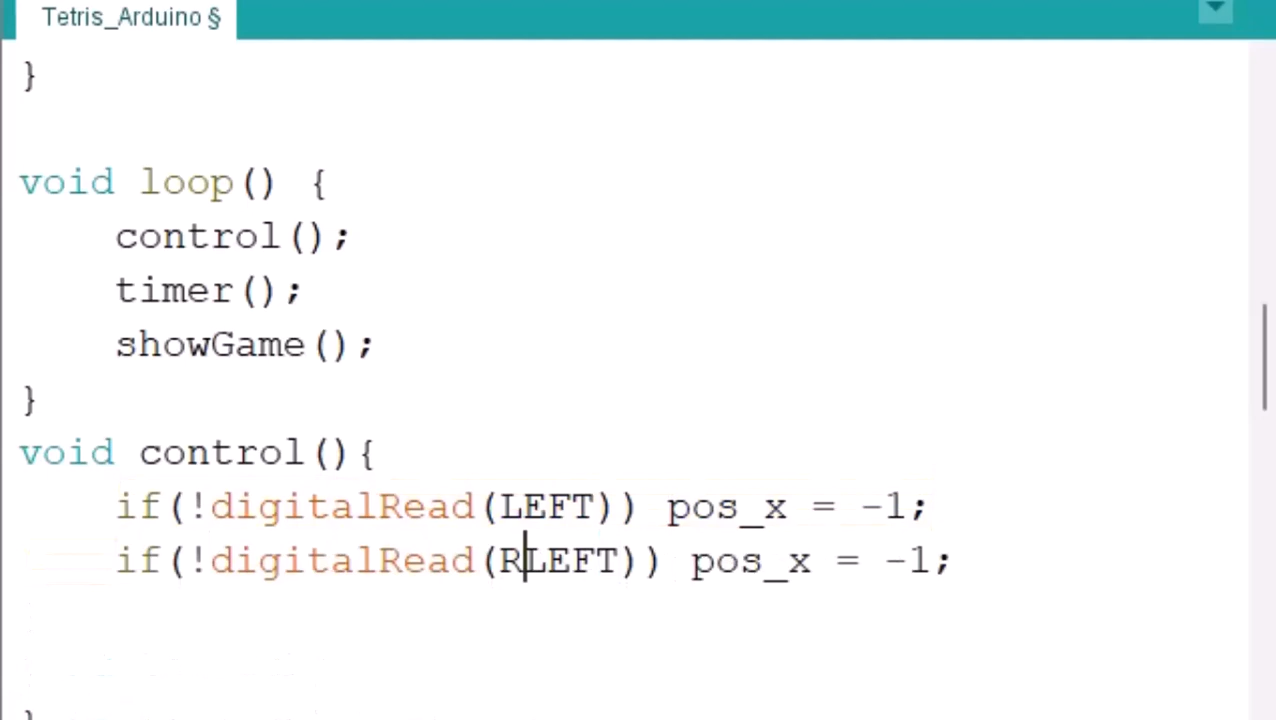 Tetris_Arduino §
}
void loop() {
control();
timer();
showGame();
}
void control(){
if(!digitalRead(LEFT)) pos_x = -1;
if(!digitalRead(RLEFT)) pos_x = -1;
}